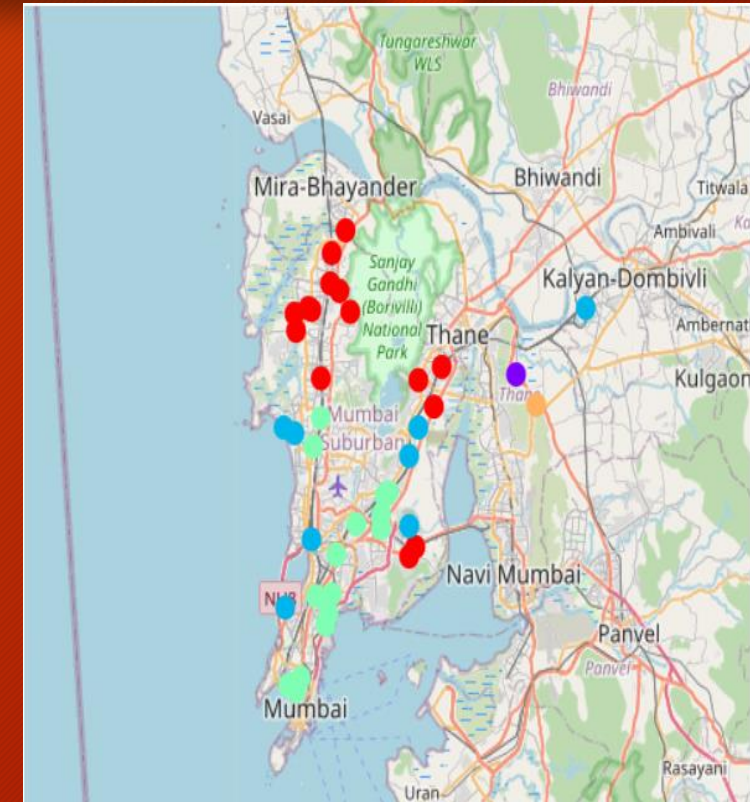 Tungareshwar
WLS
Bhiwandi
Vasai
Mira-Bhayander
Bhiwandi
Titwala
Ambivali
Sanjay
Gandhi
(Borivili)
National
Park
Kalyan-Dombivli
Thane
Ambernat
Kulgaon
Thane
Mumbai
Suburban
Navi Mumbai
Panvel
Panvel
Mumbai
Rasayani
Uran